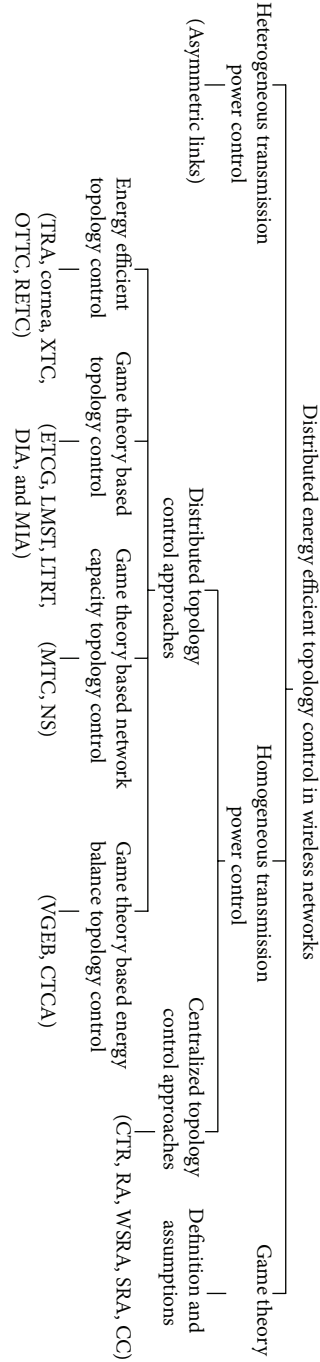 Distributed energy efficient topology control in wireless networks
Heterogeneous transmission
power control
(Asymmetric links)
Homogeneous transmission
power control
Game theory
Definition and
assumptions
Distributed topology
control approaches
Centralized topology
control approaches
(CTR, RA, WSRA, SRA, CC)
Energy efficient
topology control
(TRA, cornea, XTC,
OTTC, RETC)
Game theory based
topology control
(ETCG, LMST, LTRT,
DIA, and MIA)
Game theory based network
capacity topology control
(MTC, NS)
Game theory based energy
balance topology control
(VGEB, CTCA)